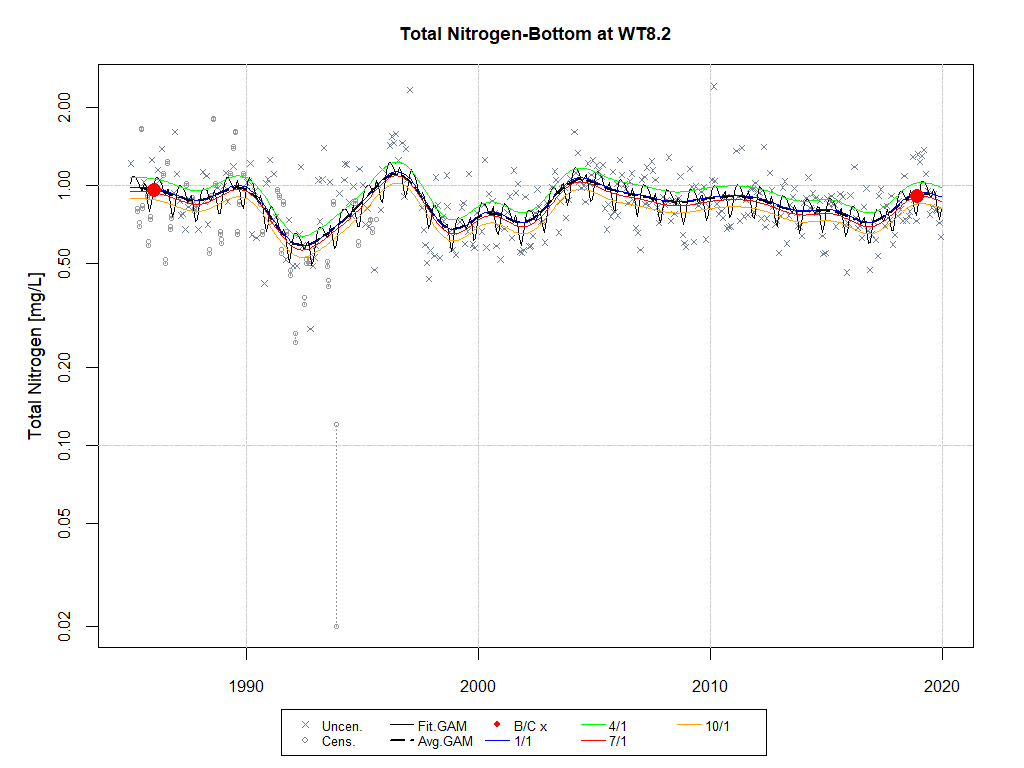 Total Nitrogen-Bottom at WT8.2
Total Nitrogen [mg/L]
2.00
1.00
0.50
0.20
0.10
0.05
0.02
1990 2000 2010 2020
Uncen. Fit.GAM B/C x 4/1 10/1
Cens. Avg.GAM 1/1 7/1